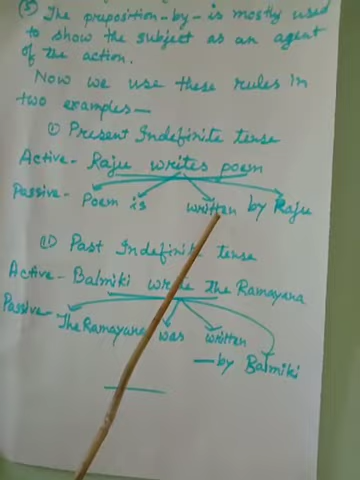 (5) The preposition - by - is mostly used
to show the subject as an agent
of the action.
Now we use these rules in
two examples—
(i) Present Indefinite tense
Active - Raju writes poem
Passive - Poem is written by Raju
(ii) Past Indefinite tense
Active - Balmiki wrote the Ramayana
Passive - The Ramayana was written
— by Balmiki